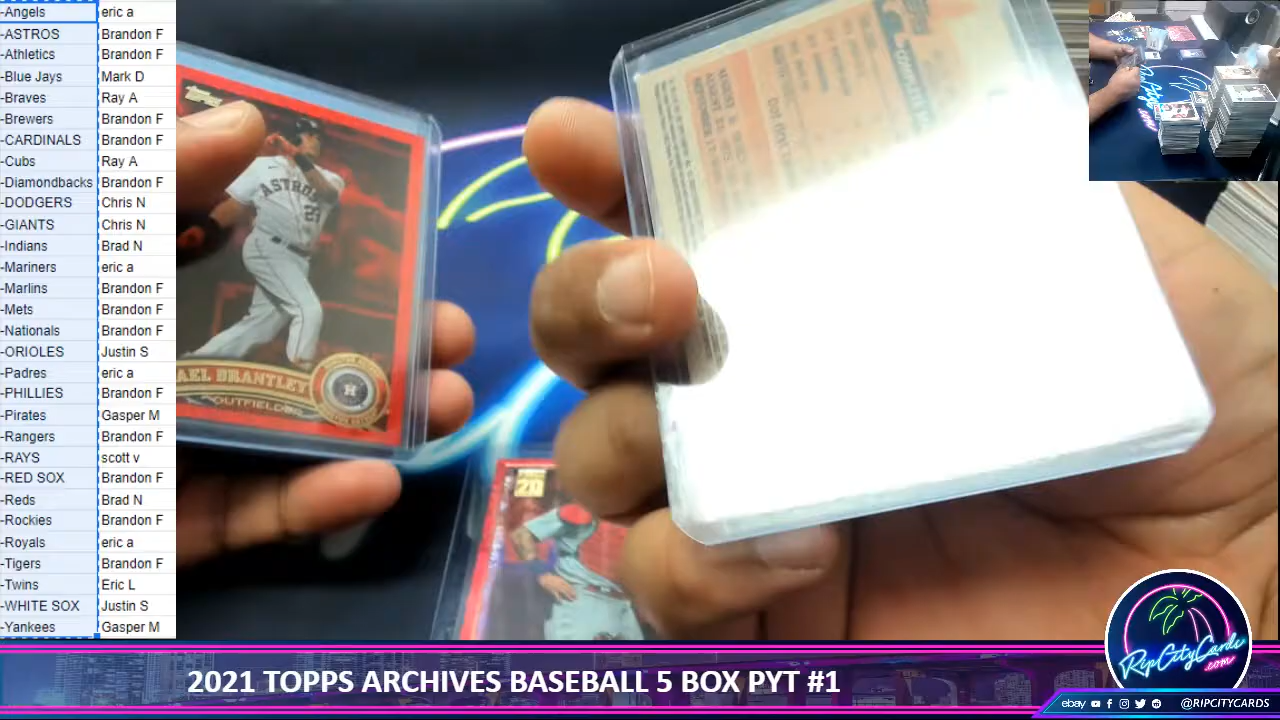 -Angels eric a
-ASTROS Brandon F
-Athletics Brandon F
-Blue Jays Mark D
-Braves Ray A
-Brewers Brandon F
-CARDINALS Brandon F
-Cubs Ray A
-Diamondbacks Brandon F
-DODGERS Chris N
-GIANTS Chris N
-Indians Brad N
-Mariners eric a
-Marlins Brandon F
-Mets Brandon F
-Nationals Brandon F
-ORIOLES Justin S
-Padres eric a
-PHILLIES Brandon F
-Pirates Gasper M
-Rangers Brandon F
-RAYS scott v
-RED SOX Brandon F
-Reds Brad N
-Rockies Brandon F
-Royals eric a
-Tigers Brandon F
-Twins Eric L
-WHITE SOX Justin S
-Yankees Gasper M
TOPPS
ASTROS
AEL BRANTLEY
OUTFIELDER
H
20
RipCityCards
.com
2021 TOPPS ARCHIVES BASEBALL 5 BOX PYT #1
ebay @RIPCITYCARDS